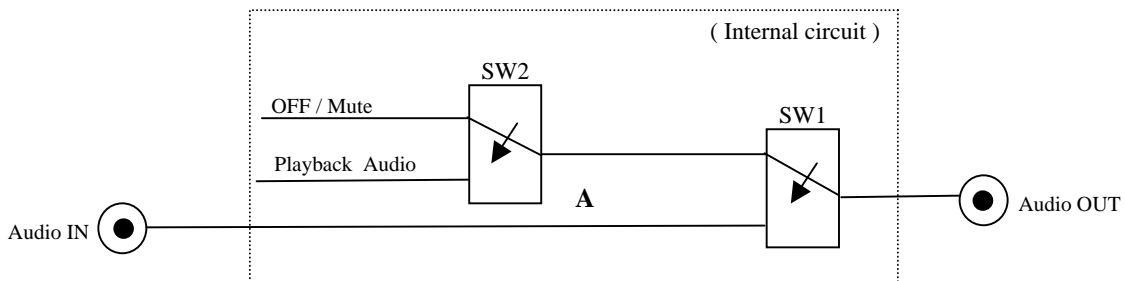 ( Internal circuit )
SW2
OFF / Mute
SW1
Playback Audio
A
Audio IN
Audio OUT